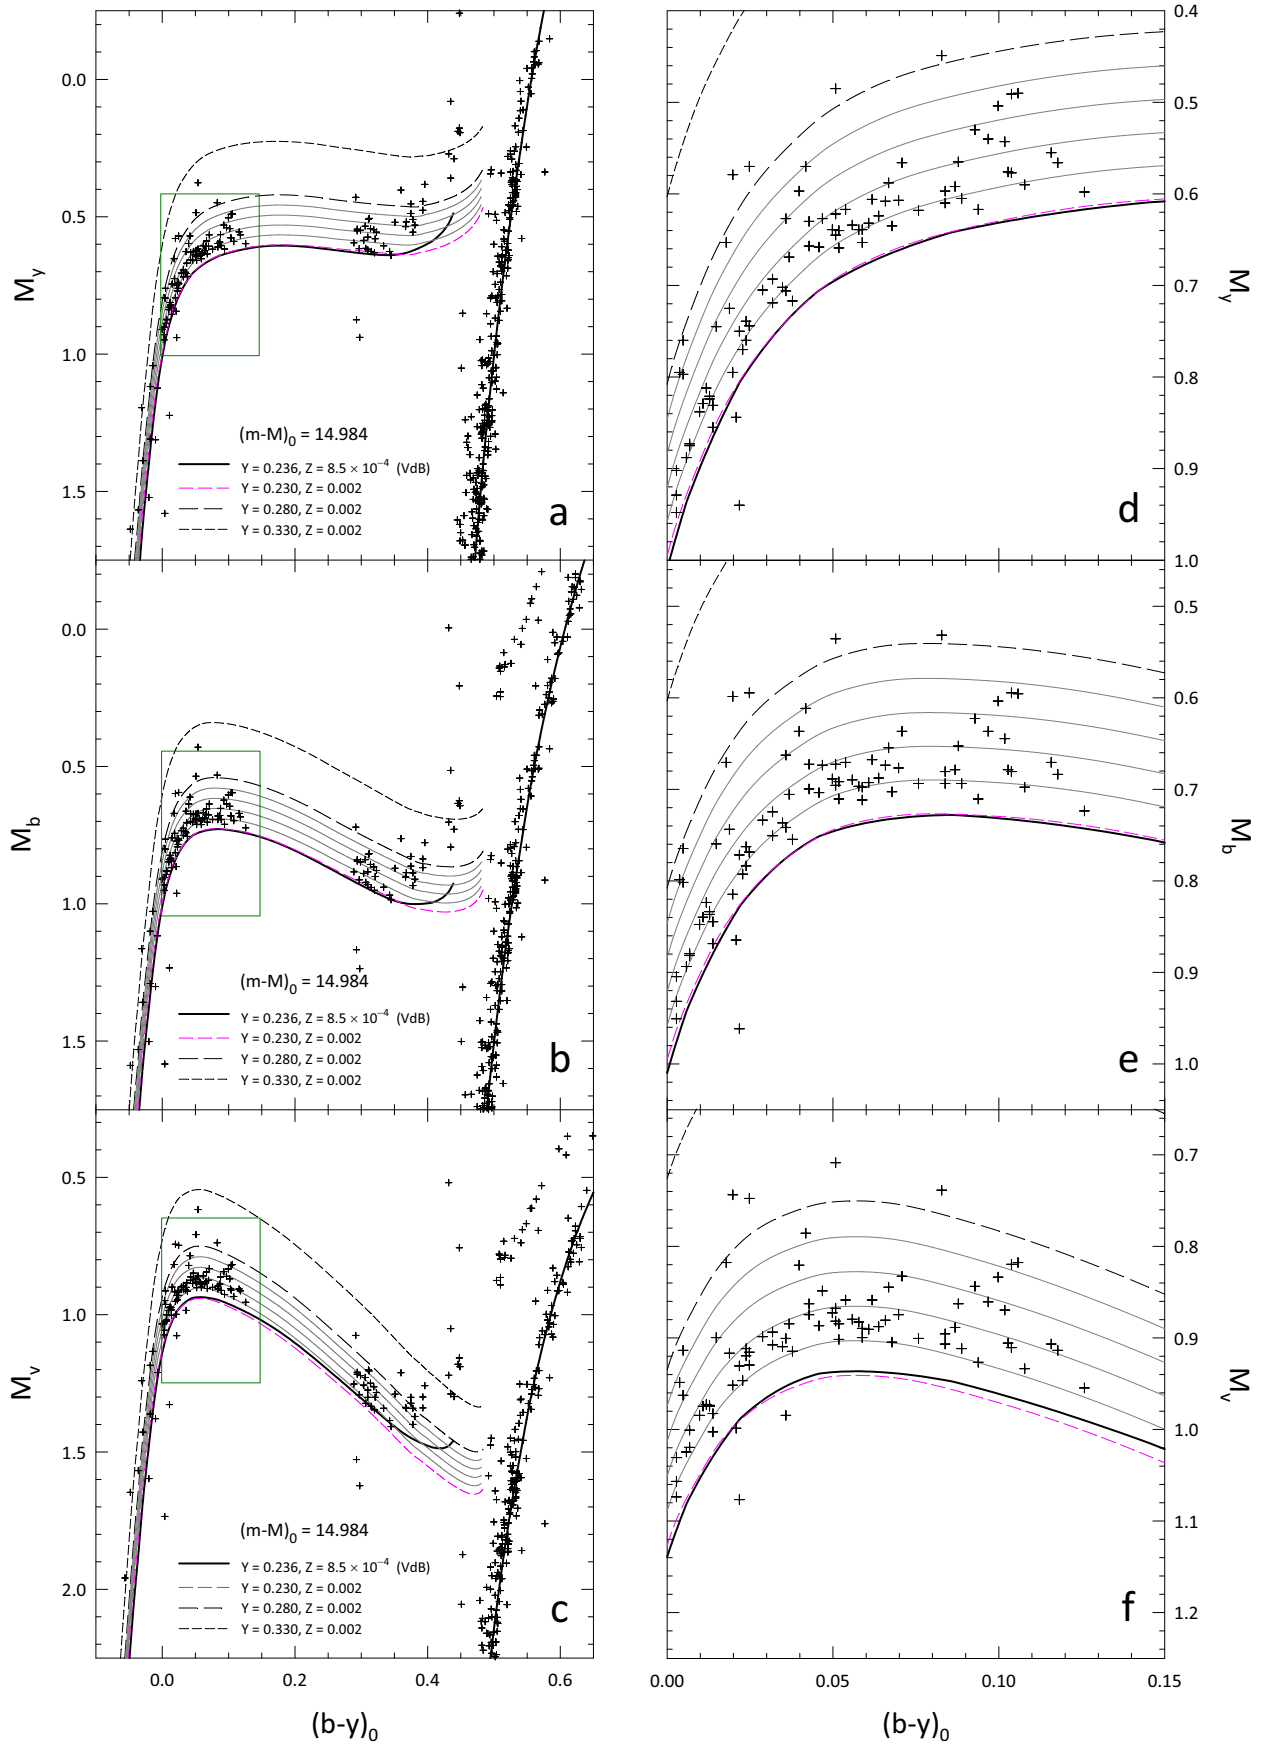 0.0
0.5
1.0
1.5
M_y
(m-M)_0 = 14.984
Y = 0.236, Z = 8.5 × 10^−4 (VdB)
Y = 0.230, Z = 0.002
Y = 0.280, Z = 0.002
Y = 0.330, Z = 0.002
a
0.4
0.5
0.6
0.7
0.8
0.9
1.0
M_y
d
0.0
0.5
1.0
1.5
M_b
(m-M)_0 = 14.984
Y = 0.236, Z = 8.5 × 10^−4 (VdB)
Y = 0.230, Z = 0.002
Y = 0.280, Z = 0.002
Y = 0.330, Z = 0.002
b
0.5
0.6
0.7
0.8
0.9
1.0
M_b
e
0.5
1.0
1.5
2.0
M_v
(m-M)_0 = 14.984
Y = 0.236, Z = 8.5 × 10^−4 (VdB)
Y = 0.230, Z = 0.002
Y = 0.280, Z = 0.002
Y = 0.330, Z = 0.002
c
0.0 0.2 0.4 0.6
(b-y)_0
0.7
0.8
0.9
1.0
1.1
1.2
M_v
f
0.00 0.05 0.10 0.15
(b-y)_0